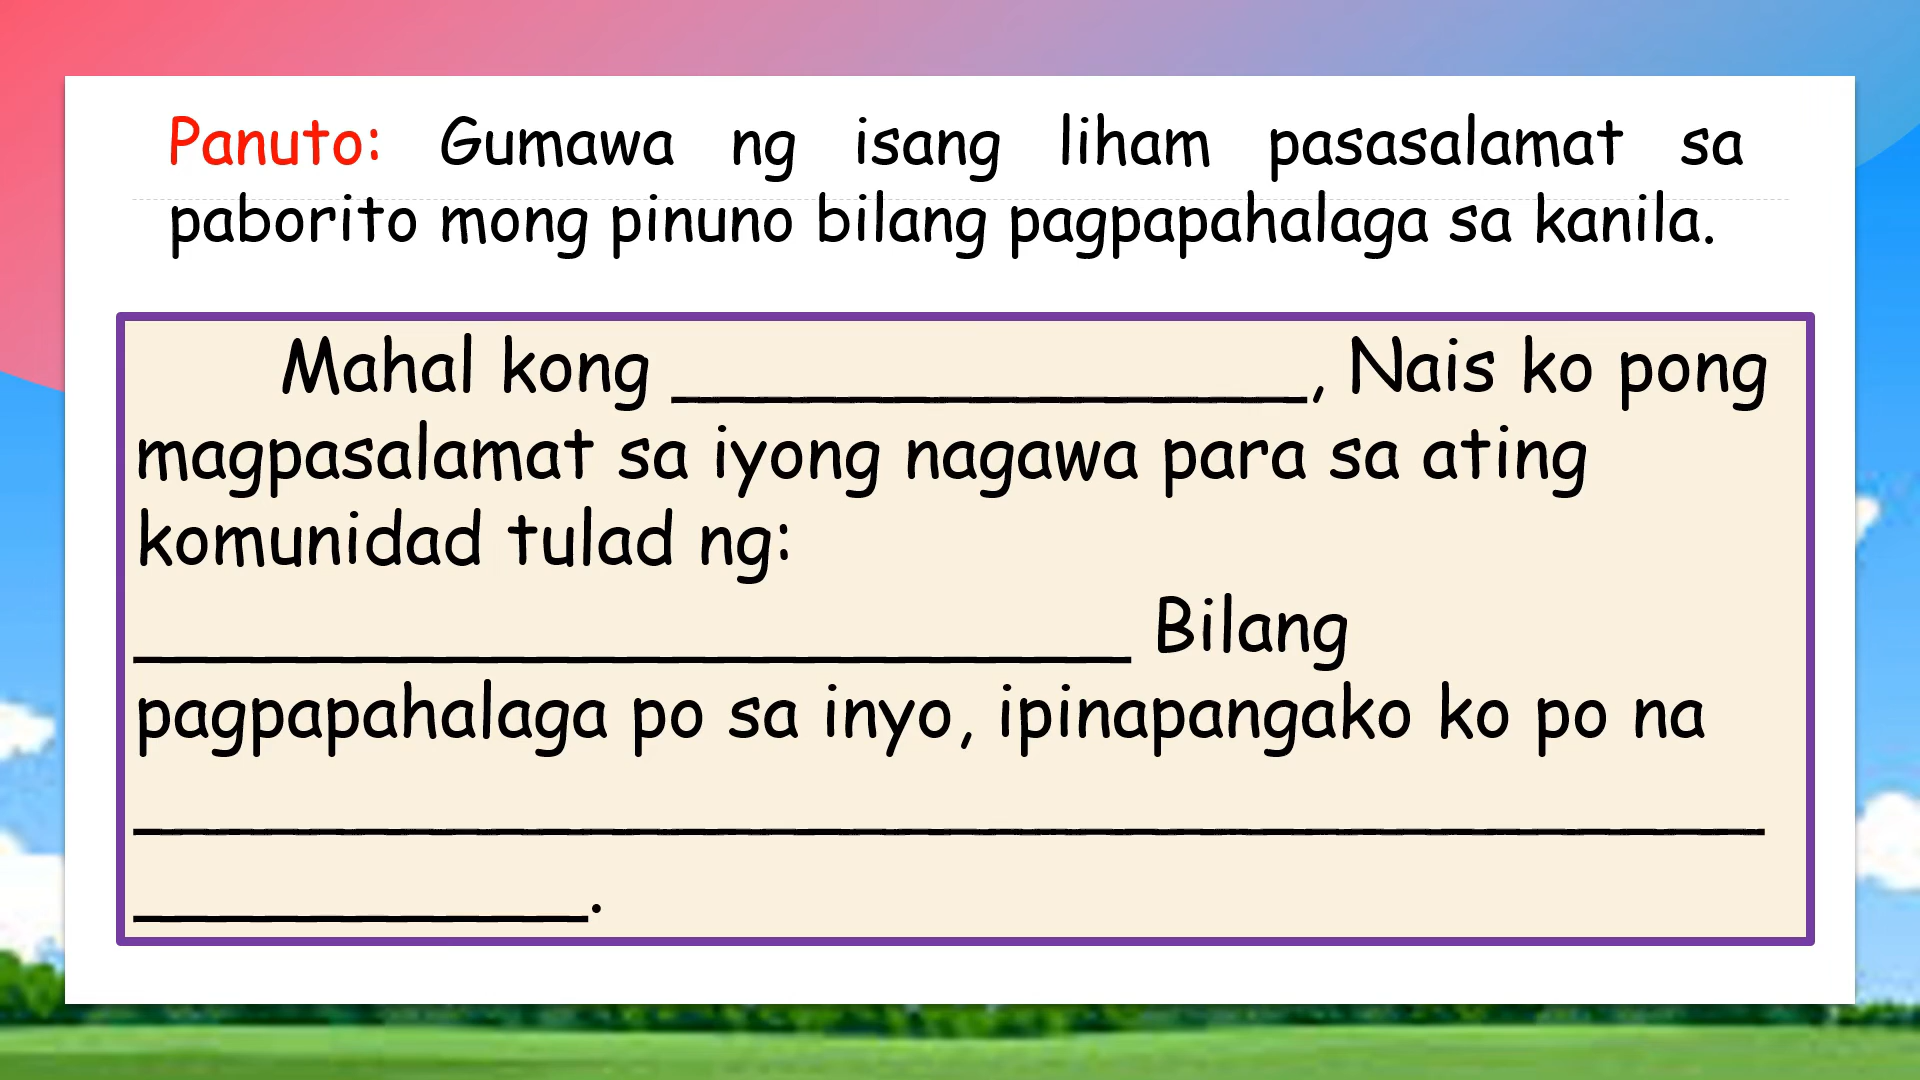 Panuto: Gumawa ng isang liham pasasalamat sa
paborito mong pinuno bilang pagpapahalaga sa kanila.
Mahal kong _______________, Nais ko pong
magpasalamat sa iyong nagawa para sa ating
komunidad tulad ng:
________________________ Bilang
pagpapahalaga po sa inyo, ipinapangako ko po na
_______________________________________
___________.